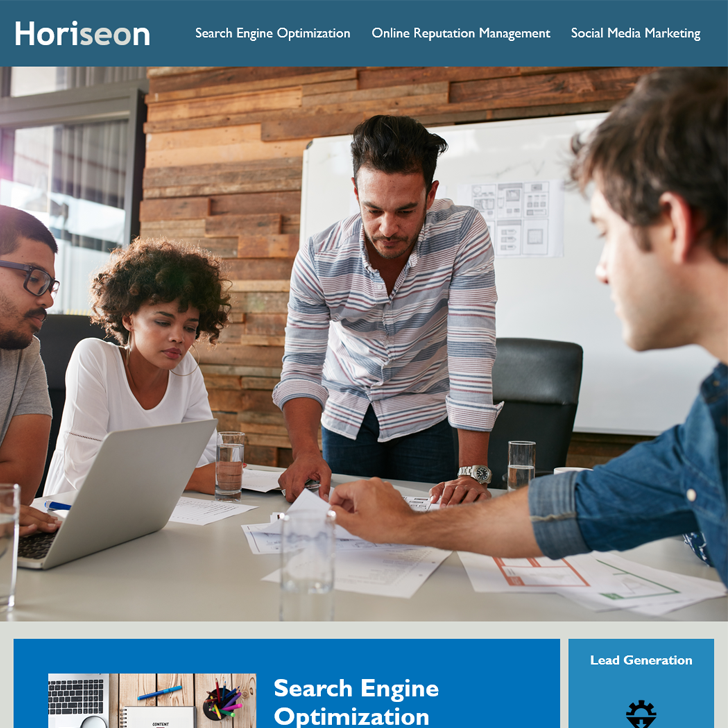 Horiseon
Search Engine Optimization
Online Reputation Management
Social Media Marketing
Search Engine
Optimization
Lead Generation
CONTENT